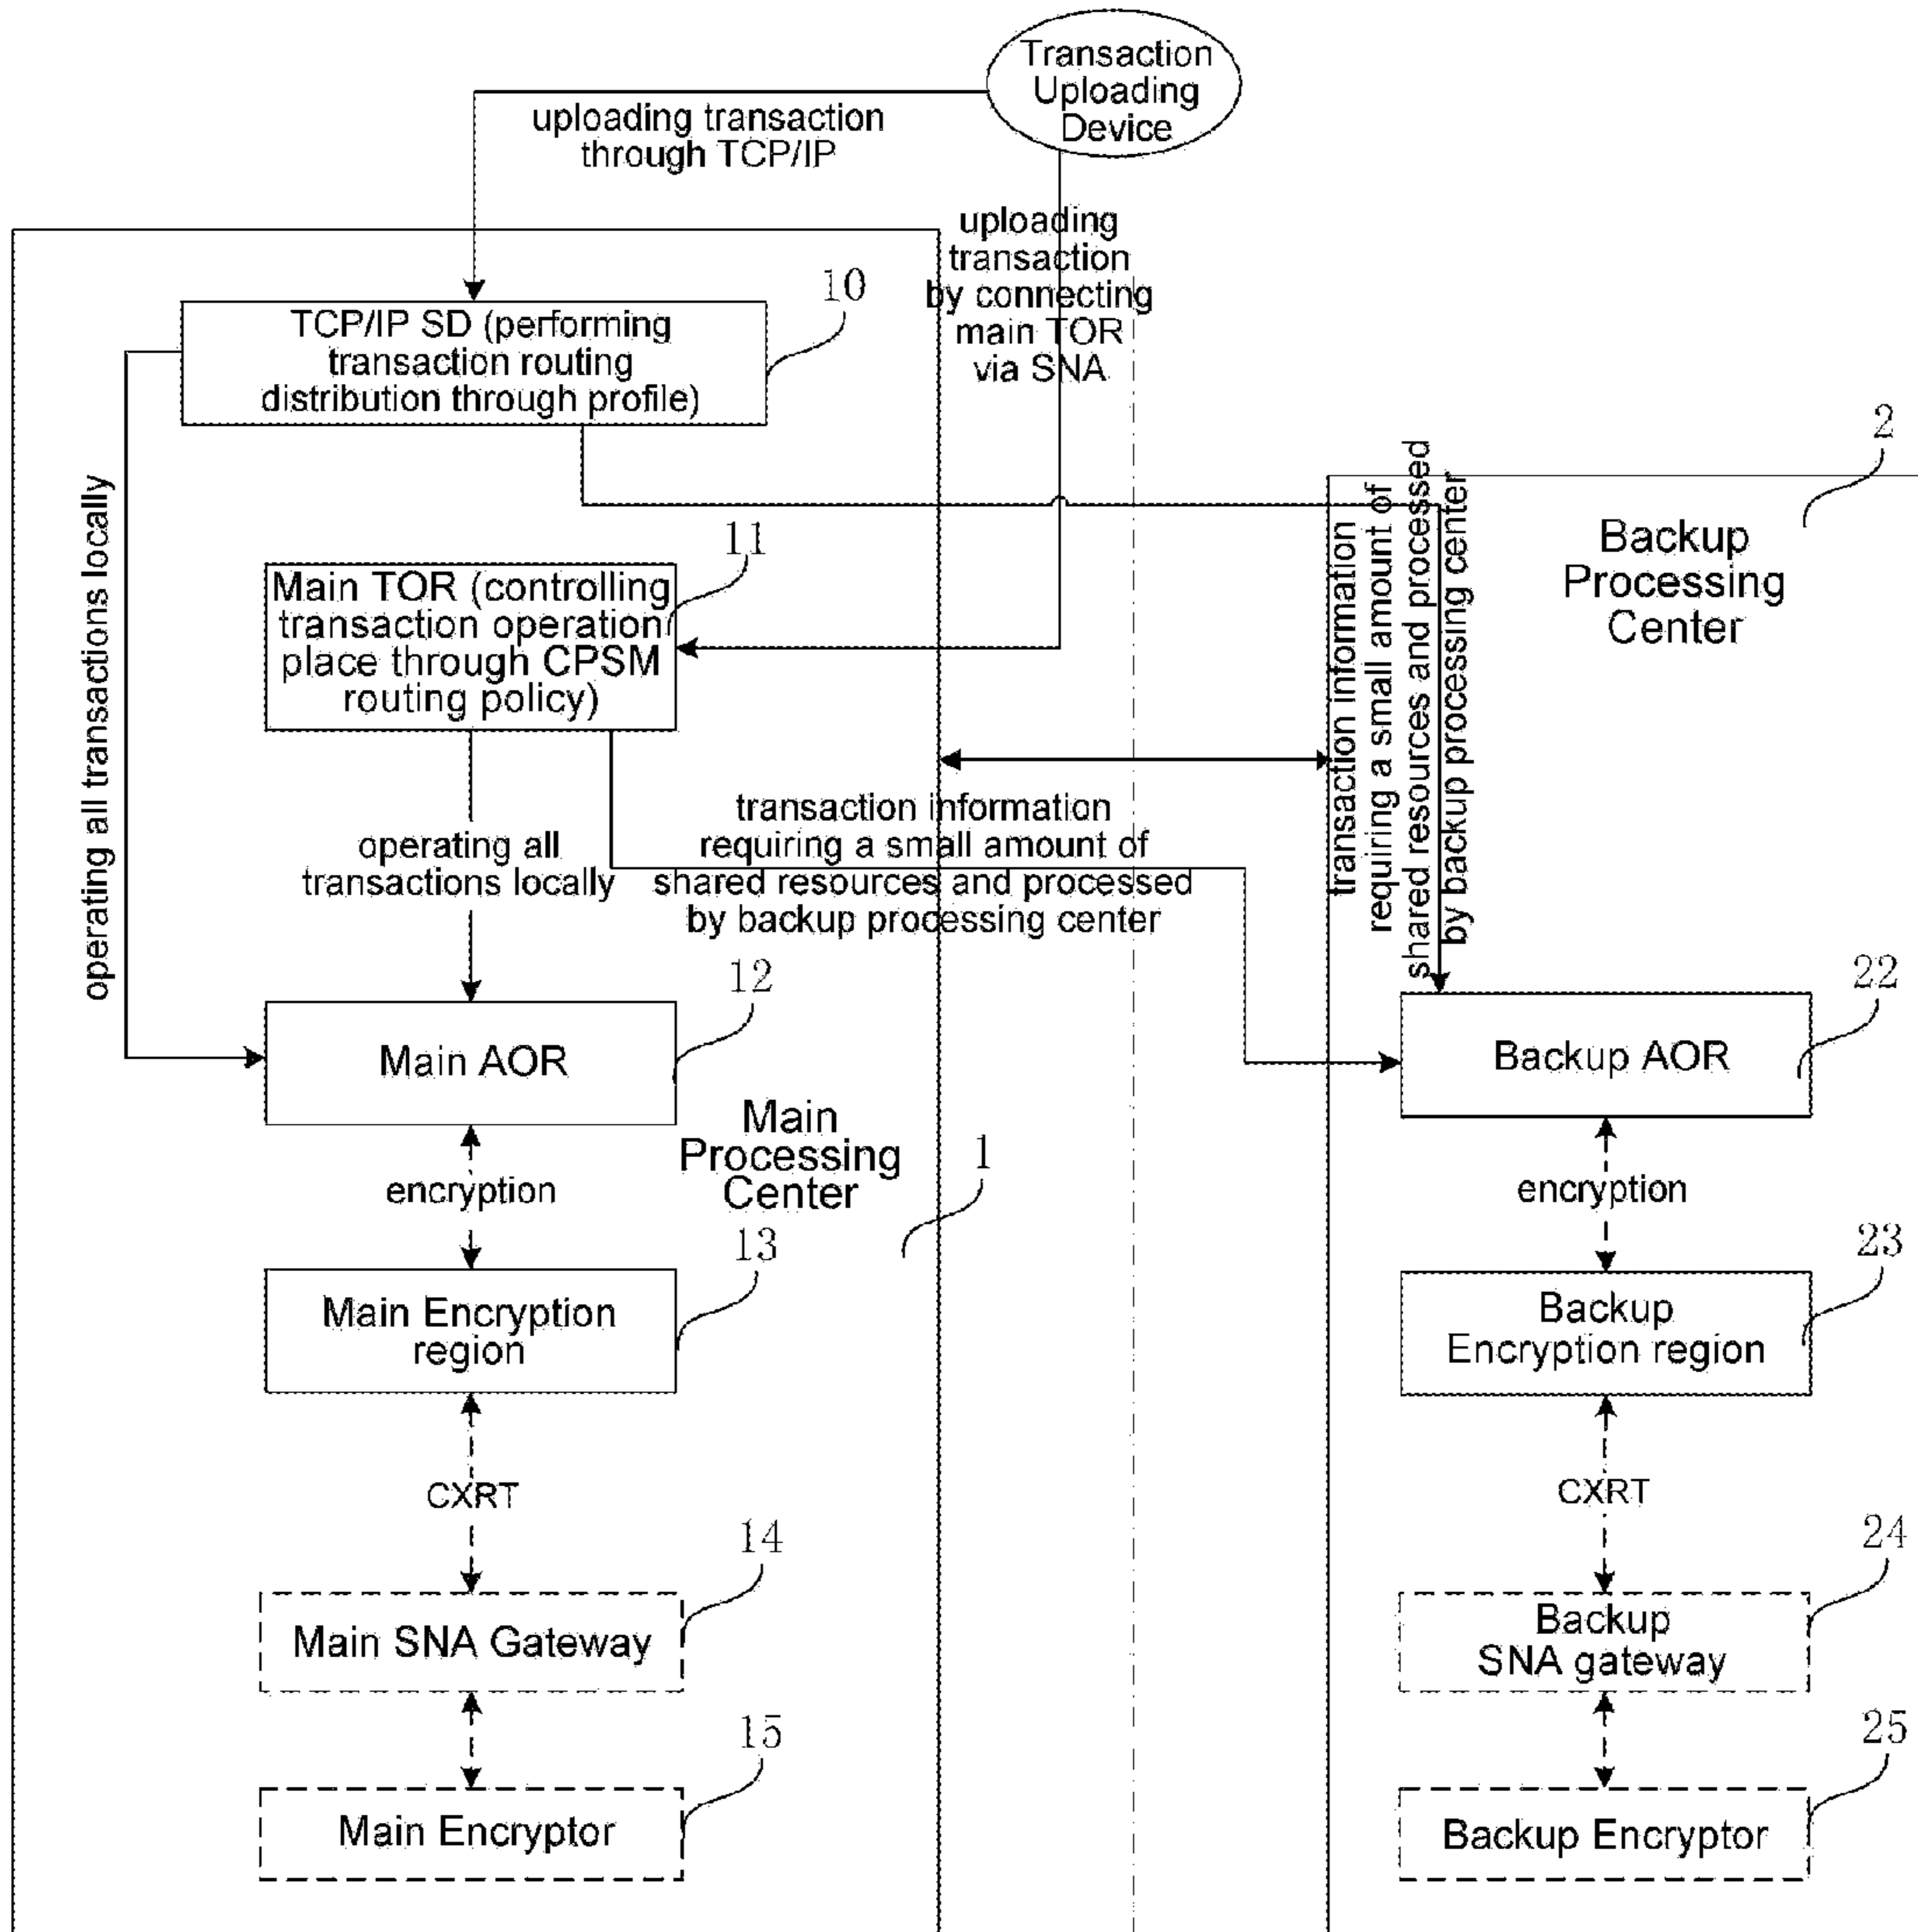 Transaction
Uploading
Device
uploading transaction
through TCP/IP
uploading
transaction
by connecting
main TOR
via SNA
10
TCP/IP SD (performing
transaction routing
distribution through profile)
2
Backup
Processing
Center
operating all transactions locally
11
Main TOR (controlling
transaction operation
place through CPSM
routing policy)
transaction information
requiring a small amount of
shared resources and processed
by backup processing center
operating all
transactions locally
transaction information
requiring a small amount of
shared resources and processed
by backup processing center
12
Main AOR
22
Backup AOR
Main
Processing
Center
1
encryption
encryption
13
Main Encryption
region
23
Backup
Encryption region
CXRT
CXRT
14
Main SNA Gateway
24
Backup
SNA gateway
15
Main Encryptor
25
Backup Encryptor